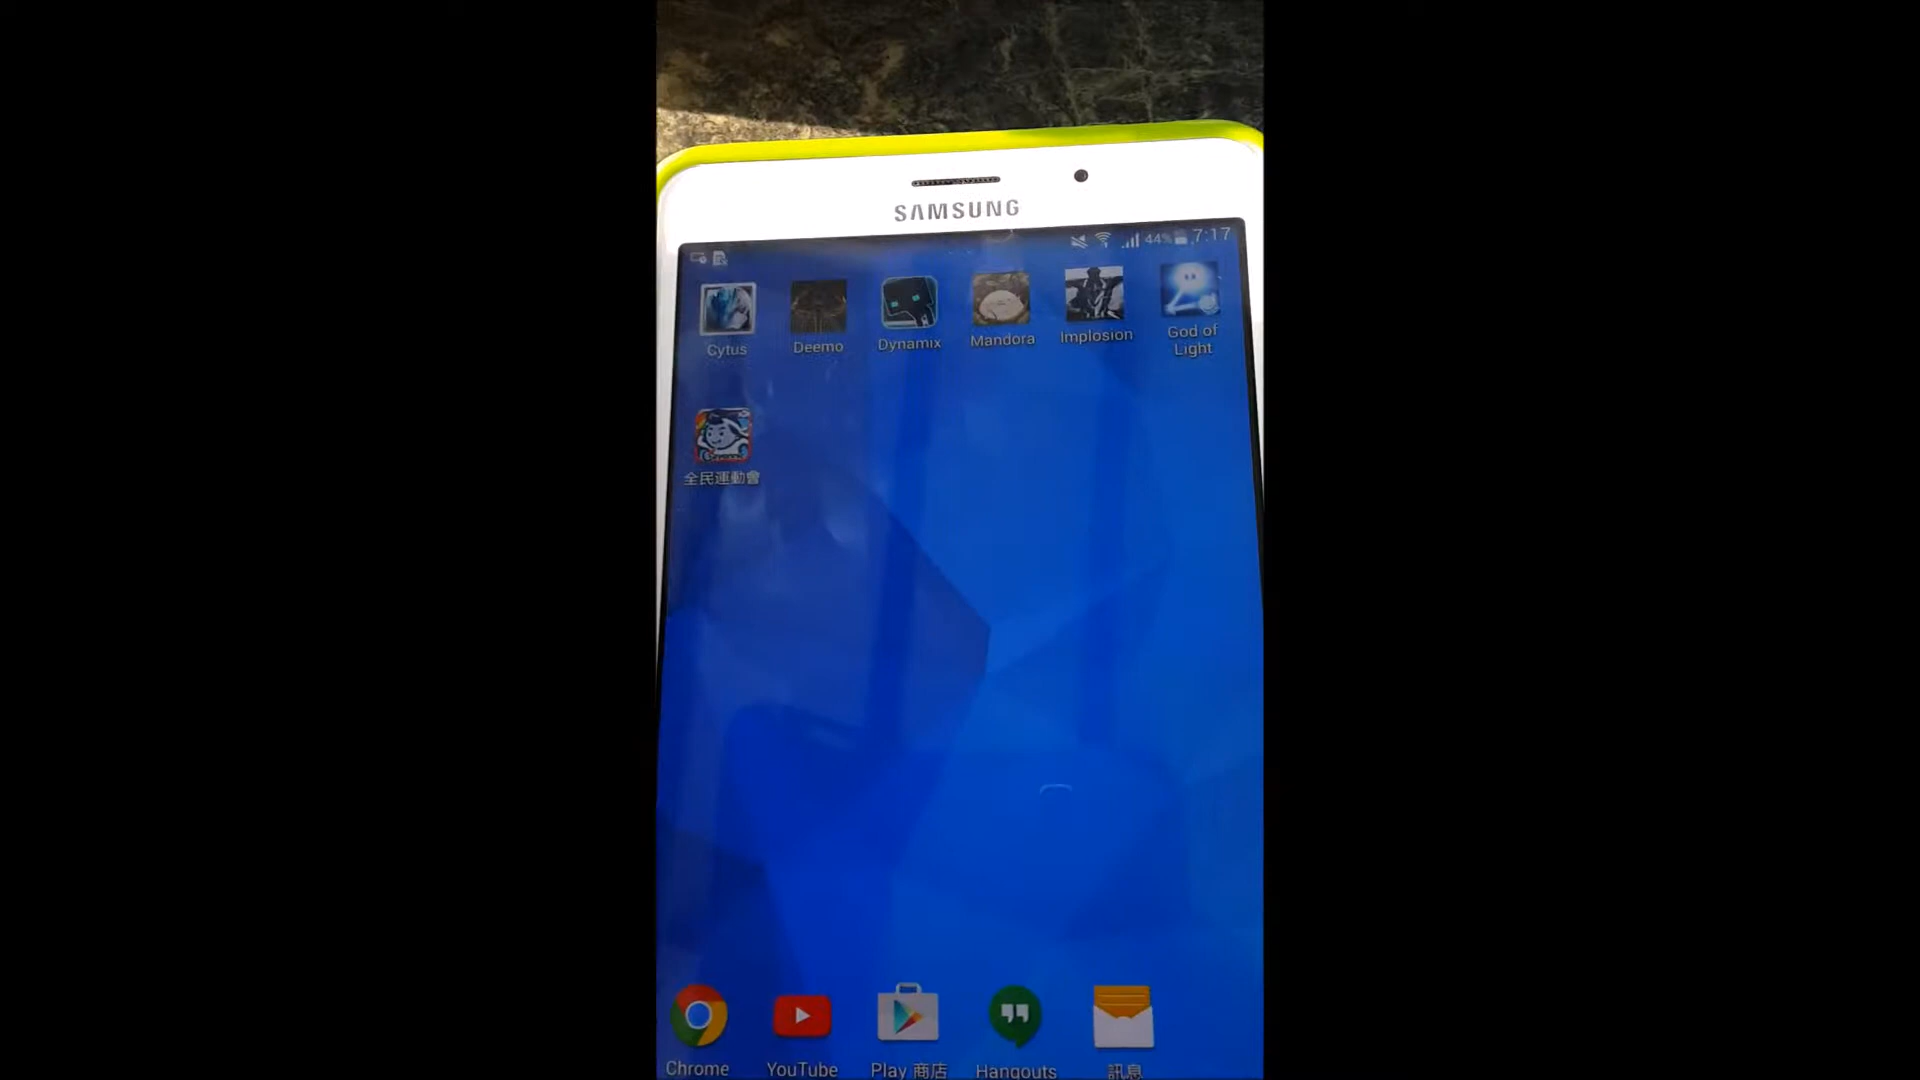 SAMSUNG
44% 7:17
Cytus
Deemo
Dynamix
Mandora
Implosion
God of
Light
全民運動會
Chrome
YouTube
Play 商店
Hangouts
訊息